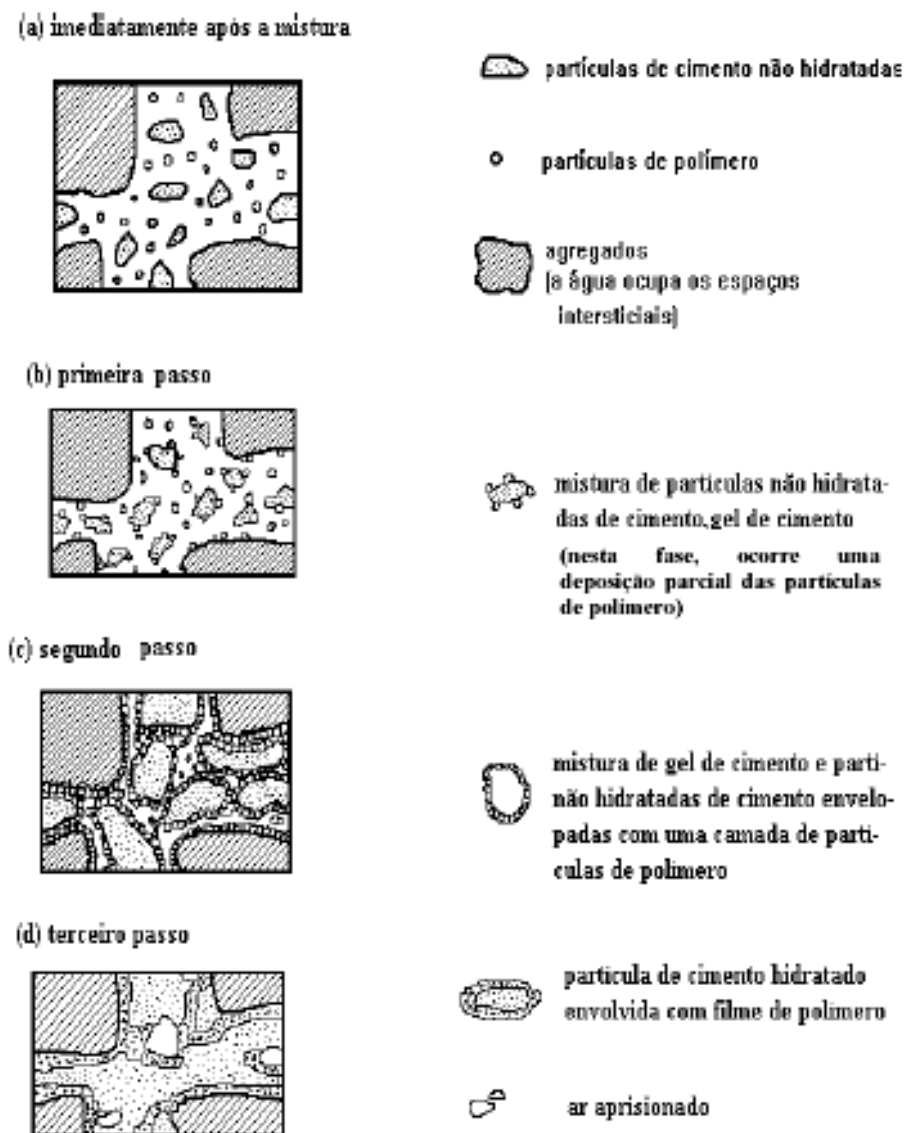 (a) imediatamente após a mistura
partículas de cimento não hidratadas
partículas de polímero
agregados
(a água ocupa os espaços
intersticiais)
(b) primeira passo
mistura de particulas não hidrata-
das de cimento, gel de cimento
(nesta fase, ocorre uma
deposição parcial das partículas
de polímero)
(c) segundo passo
mistura de gel de cimento e parti-
não hidratadas de cimento envelo-
padas com uma camada de parti-
culas de polimero
(d) terceiro passo
particula de cimento hidratado
envolvida com filme de polimero
ar aprisionado